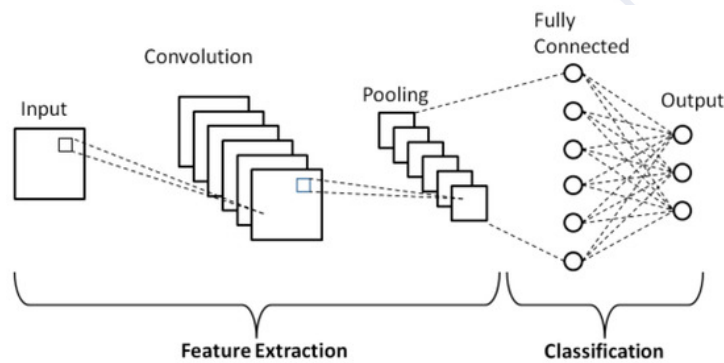 Input
Convolution
Pooling
Fully
Connected
Output
Feature Extraction
Classification